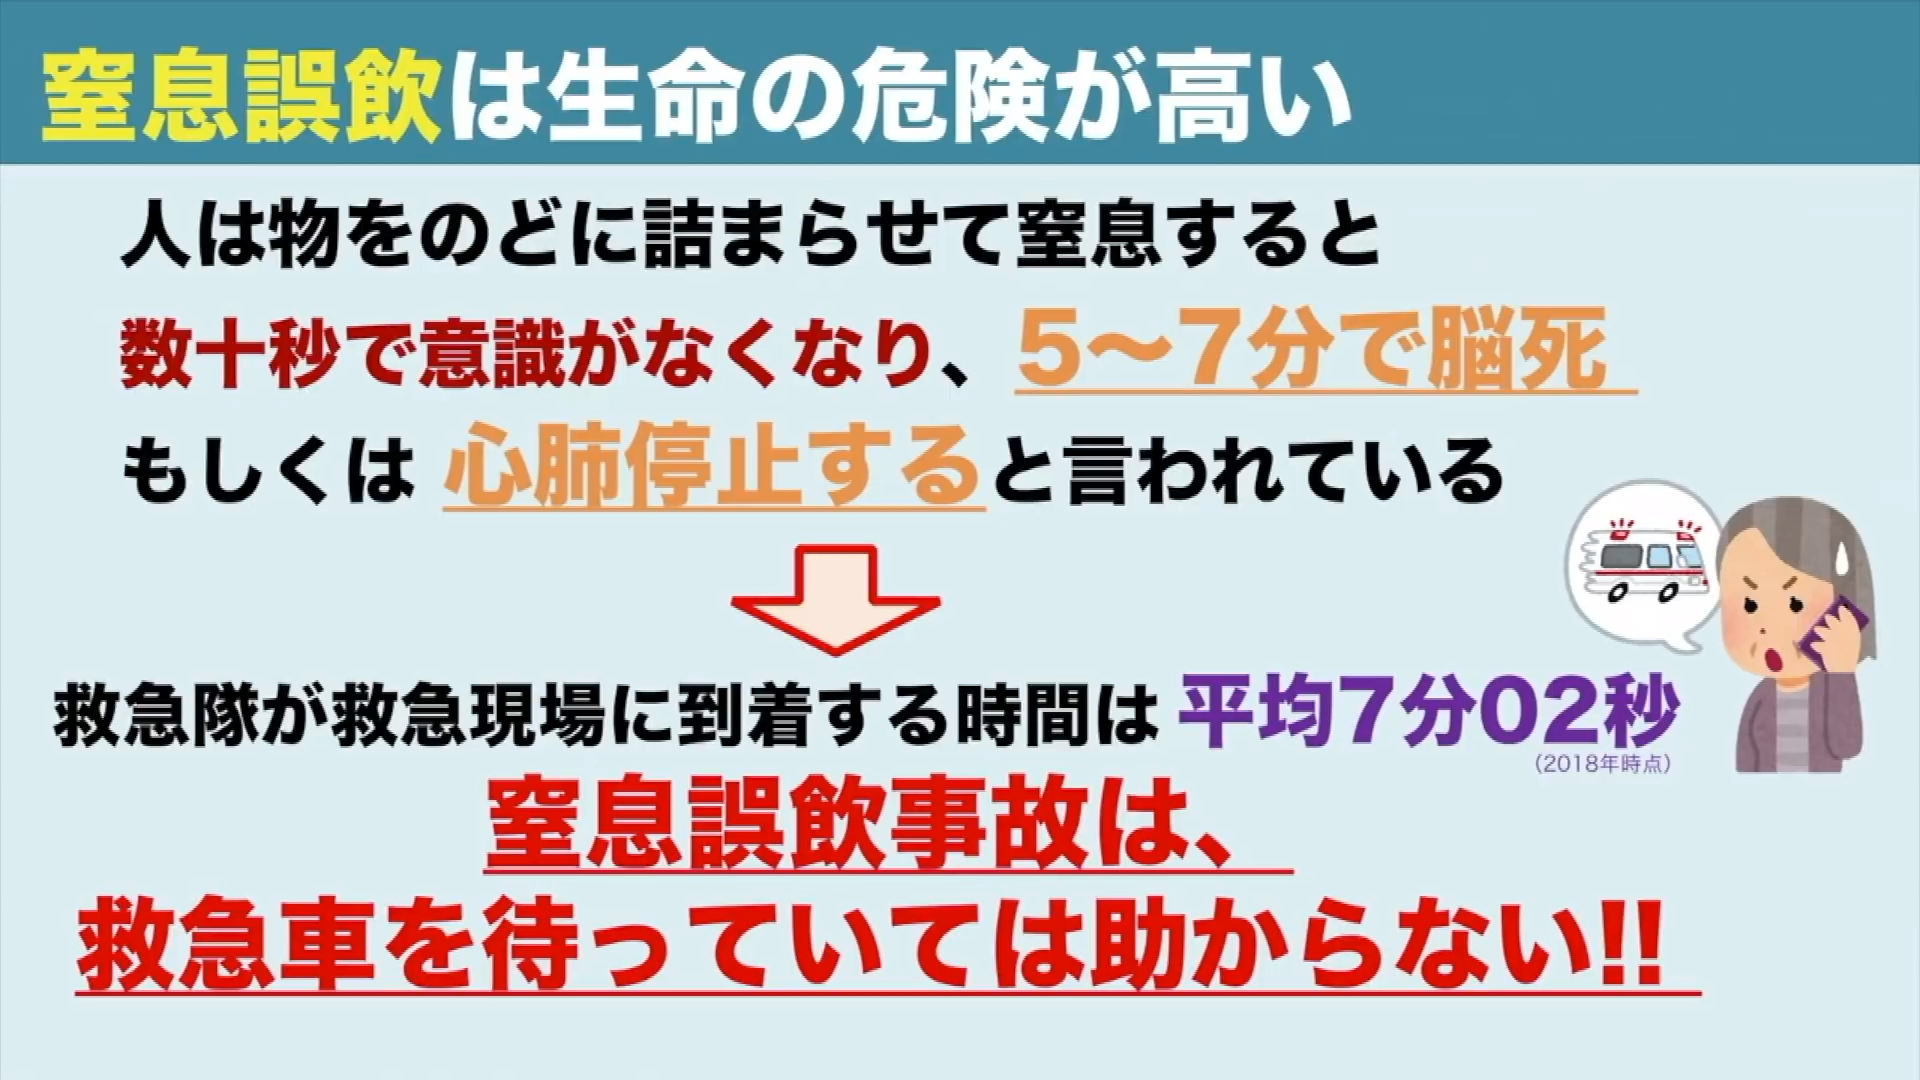 窒息誤飲は生命の危険が高い
人は物をのどに詰まらせて窒息すると
数十秒で意識がなくなり、5〜7分で脳死
もしくは 心肺停止すると言われている
救急隊が救急現場に到着する時間は 平均7分02秒
（2018年時点）
窒息誤飲事故は、
救急車を待っていては助からない!!